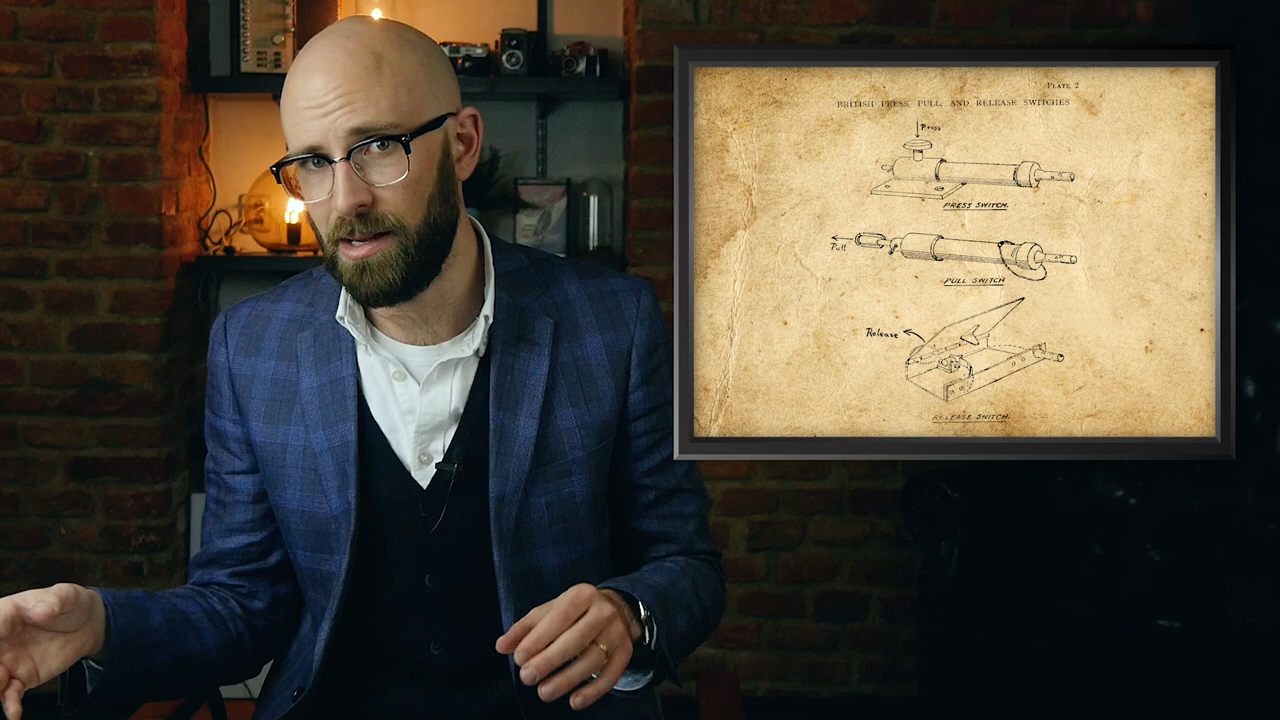 PLATE 2
BRITISH PRESS, PULL, AND RELEASE SWITCHES
Press
PRESS SWITCH.
Pull
PULL SWITCH
Release
RELEASE SWITCH.